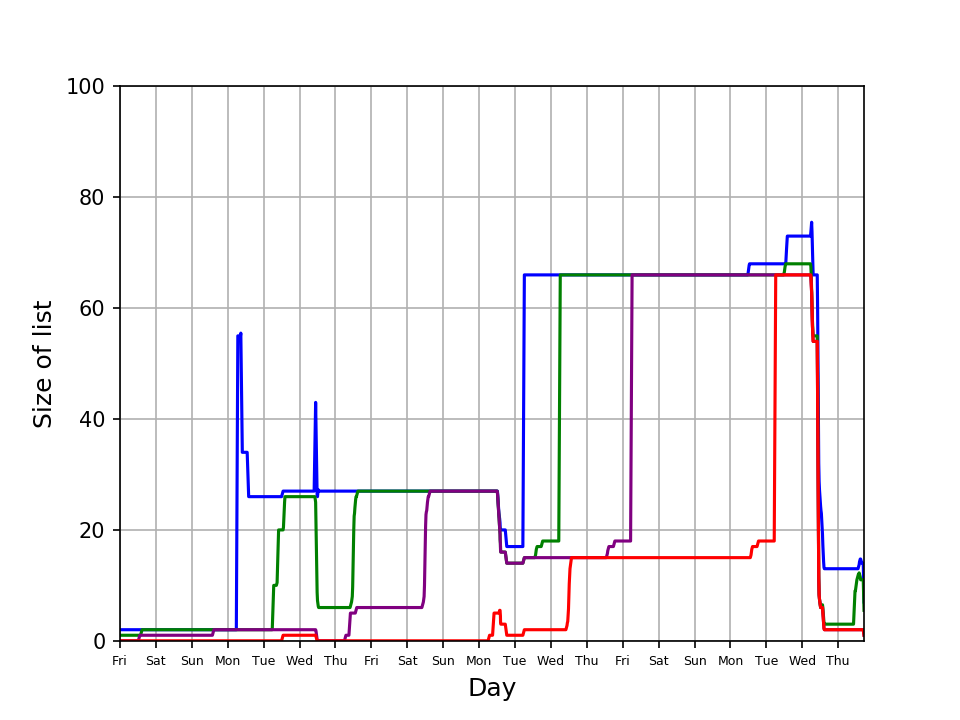 100
80
60
40
20
0
Size of list
Fri Sat Sun Mon Tue Wed Thu Fri Sat Sun Mon Tue Wed Thu Fri Sat Sun Mon Tue Wed Thu
Day